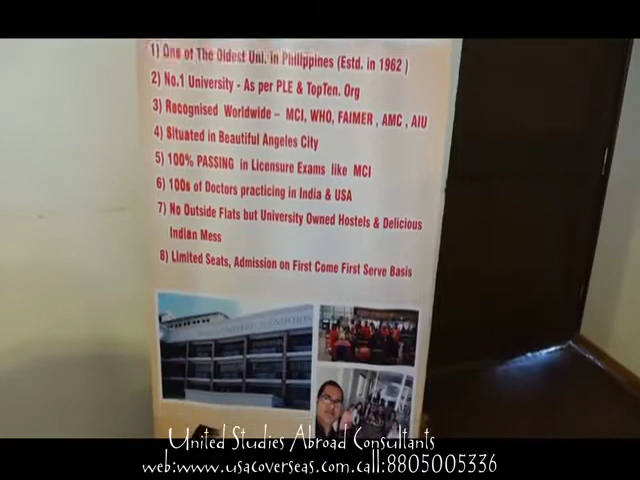 1) One of The Oldest Uni. in Philippines (Estd. in 1962 )
2) No.1 University - As per PLE & TopTen. Org
3) Recognised Worldwide – MCI, WHO, FAIMER , AMC , AIU
4) Situated in Beautiful Angeles City
5) 100% PASSING in Licensure Exams like MCI
6) 100s of Doctors practicing in India & USA
7) No Outside Flats but University Owned Hostels & Delicious
Indian Mess
8) Limited Seats, Admission on First Come First Serve Basis
United Studies Abroad Consultants
web:www.usacoverseas.com.call:8805005336